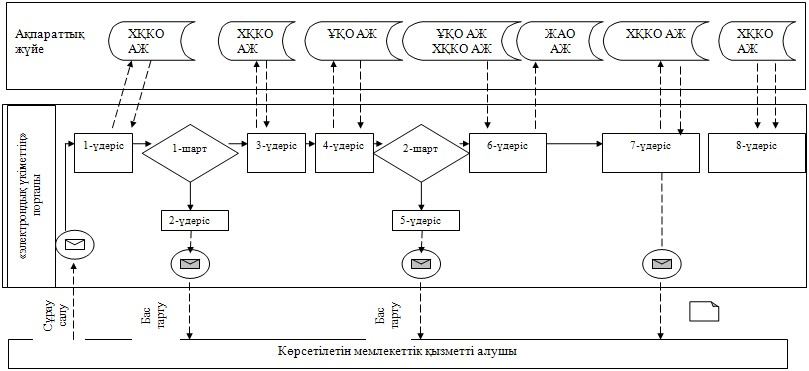 Ақпараттық
жүйе
ХҚКО
АЖ
ХҚКО
АЖ
ҰҚО АЖ
ҰҚО АЖ
ХҚКО АЖ
ЖАО
АЖ
ХҚКО АЖ
ХҚКО
АЖ
«электрондық үкіметтің»
порталы
1-үдеріс
1-шарт
3-үдеріс
4-үдеріс
2-шарт
6-үдеріс
7-үдеріс
8-үдеріс
2-үдеріс
5-үдеріс
Сұрау
салу
Бас
тарту
Бас
тарту
Көрсетілетін мемлекеттік қызметті алушы